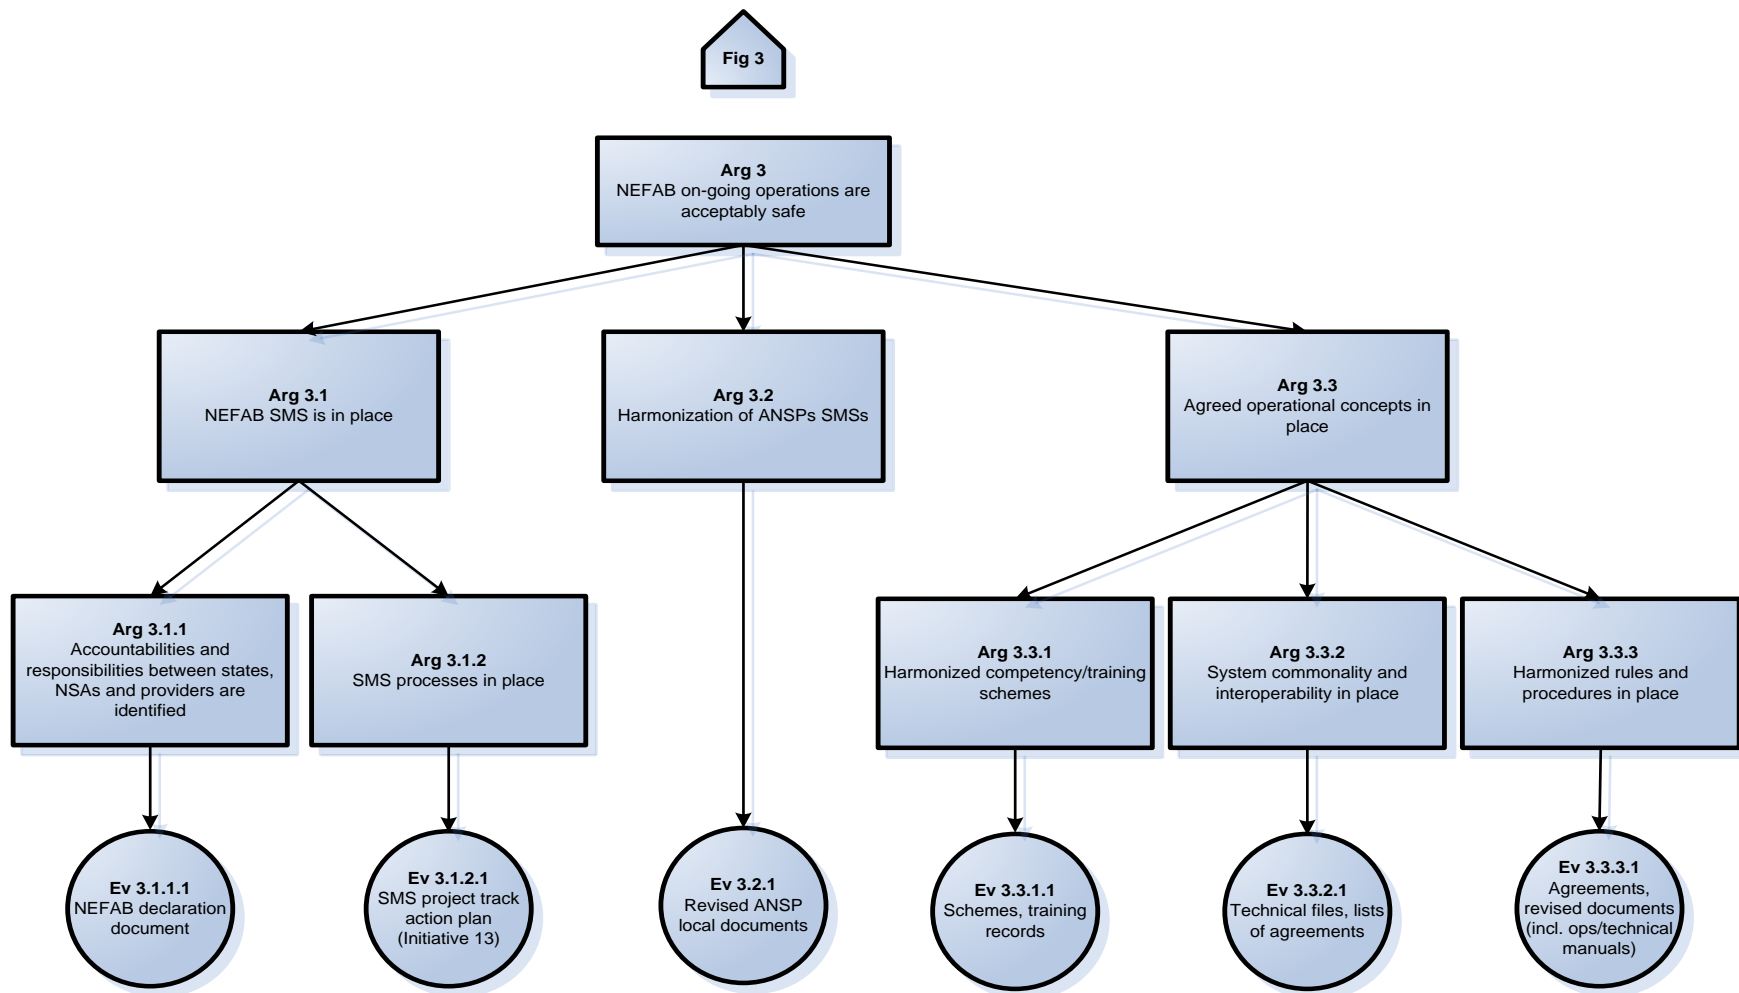 Fig 3
Arg 3
NEFAB on-going operations are
acceptably safe
Arg 3.1
NEFAB SMS is in place
Arg 3.2
Harmonization of ANSPs SMSs
Arg 3.3
Agreed operational concepts in
place
Arg 3.1.1
Accountabilities and
responsibilities between states,
NSAs and providers are
identified
Arg 3.1.2
SMS processes in place
Arg 3.3.1
Harmonized competency/training
schemes
Arg 3.3.2
System commonality and
interoperability in place
Arg 3.3.3
Harmonized rules and
procedures in place
Ev 3.1.1.1
NEFAB declaration
document
Ev 3.1.2.1
SMS project track
action plan
(Initiative 13)
Ev 3.2.1
Revised ANSP
local documents
Ev 3.3.1.1
Schemes, training
records
Ev 3.3.2.1
Technical files, lists
of agreements
Ev 3.3.3.1
Agreements,
revised documents
(incl. ops/technical
manuals)